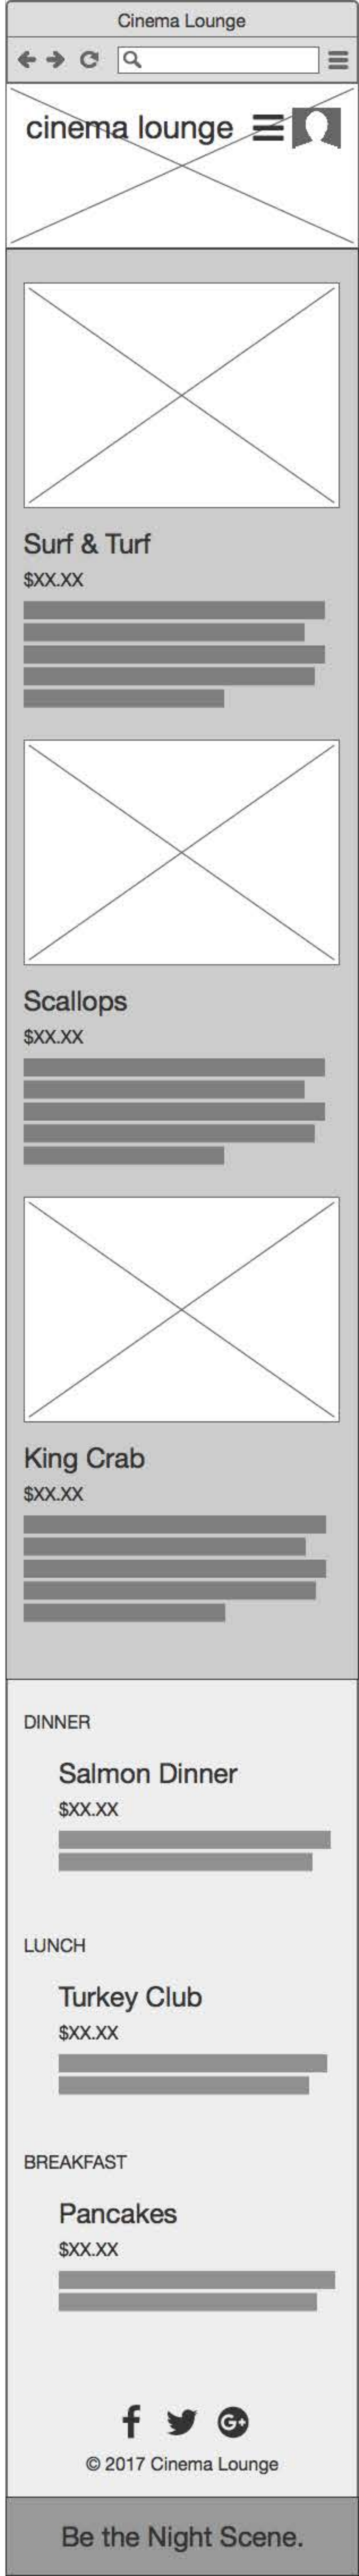 Cinema Lounge
cinema lounge
Surf & Turf
$XX.XX
Scallops
$XX.XX
King Crab
$XX.XX
DINNER
Salmon Dinner
$XX.XX
LUNCH
Turkey Club
$XX.XX
BREAKFAST
Pancakes
$XX.XX
G+
© 2017 Cinema Lounge
Be the Night Scene.